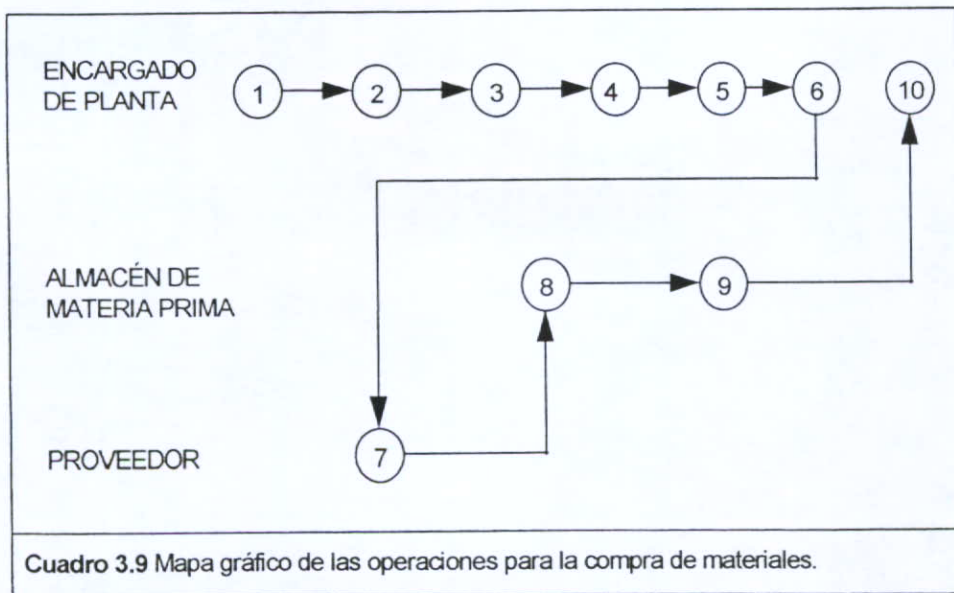 ENCARGADO
DE PLANTA
1 2 3 4 5 6 10
ALMACÉN DE
MATERIA PRIMA
8 9
PROVEEDOR
7
Cuadro 3.9 Mapa gráfico de las operaciones para la compra de materiales.